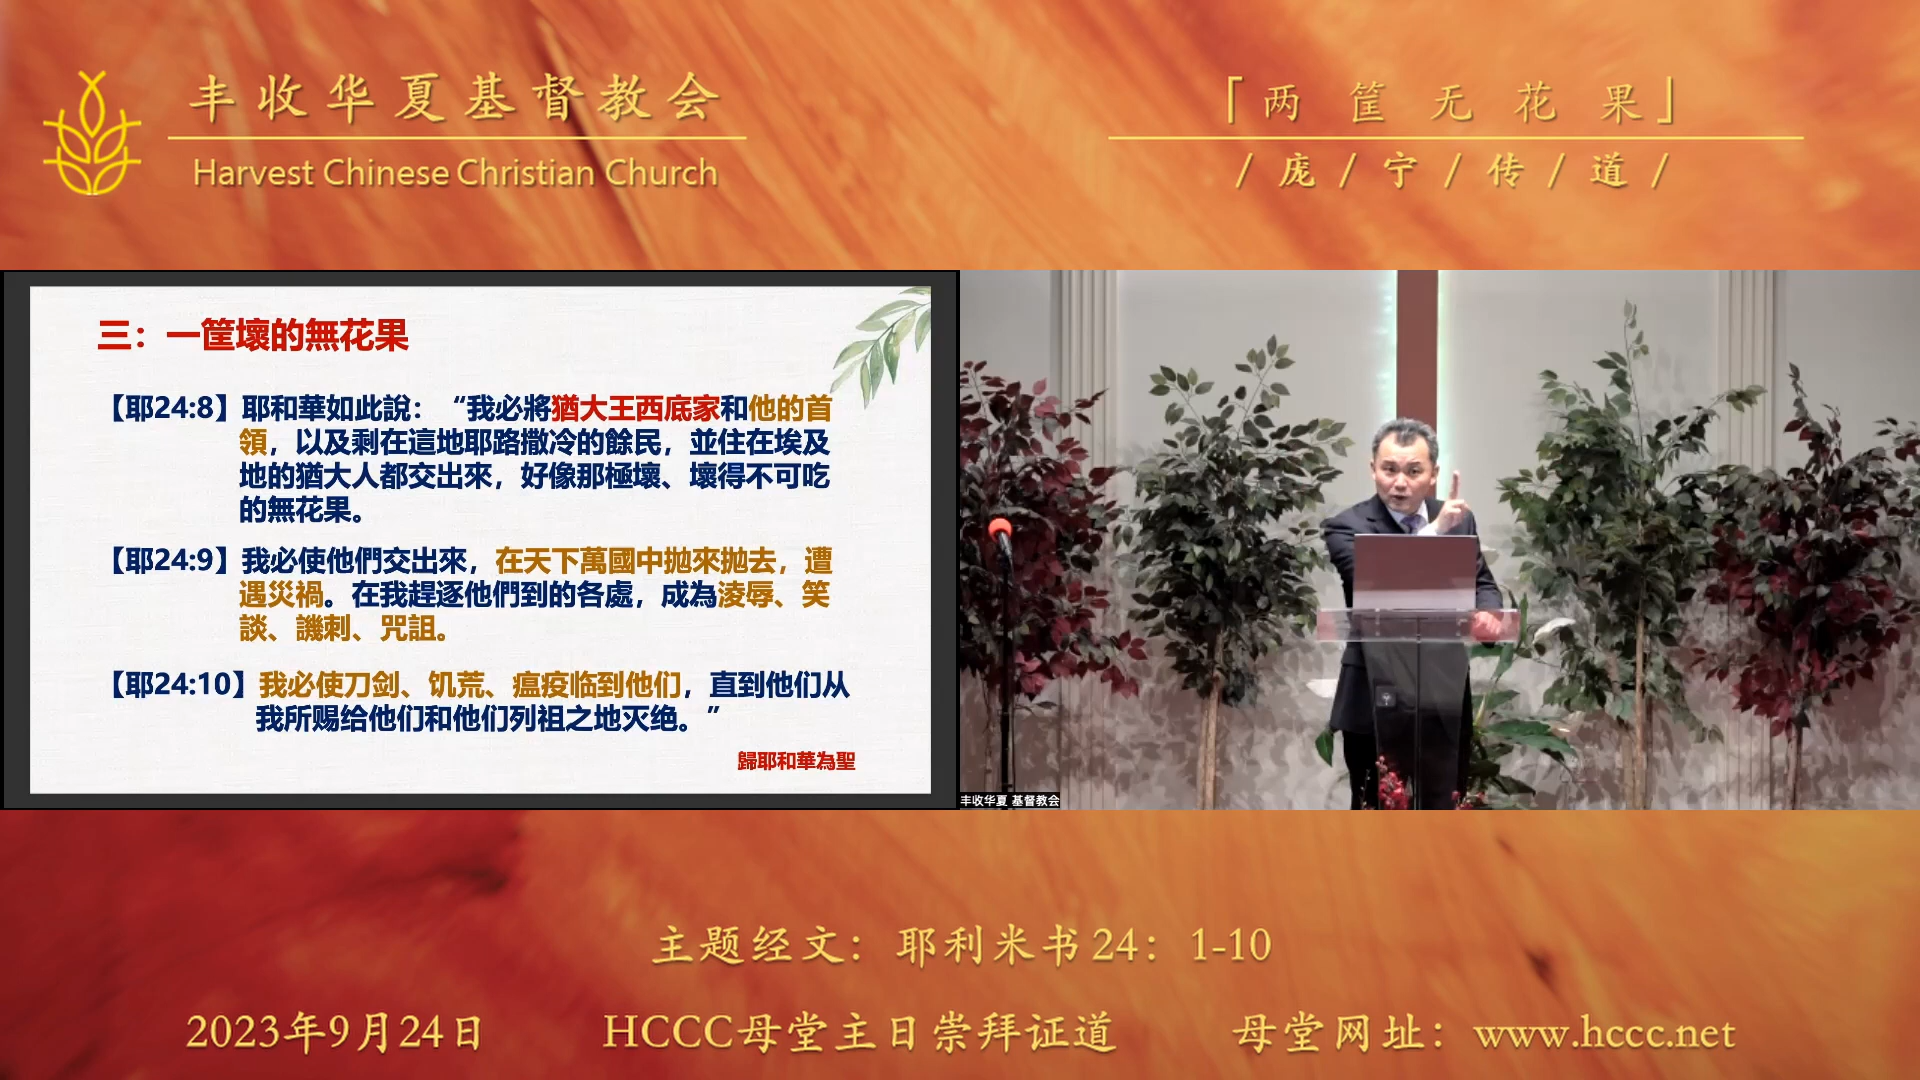 丰收华夏基督教会
Harvest Chinese Christian Church
「两筐无花果」
/ 庞 / 宁 / 传 / 道 /
三：一筐壞的無花果
【耶24:8】耶和華如此說：“我必將猶大王西底家和他的首
領，以及剩在這地耶路撒冷的餘民，並住在埃及
地的猶大人都交出來，好像那極壞、壞得不可吃
的無花果。
【耶24:9】我必使他們交出來，在天下萬國中拋來拋去，遭
遇災禍。在我趕逐他們到的各處，成為淩辱、笑
談、譏刺、咒詛。
【耶24:10】我必使刀剑、饥荒、瘟疫临到他们，直到他们从
我所赐给他们和他们列祖之地灭绝。”
歸耶和華為聖
丰收华夏 基督教会
主题经文：耶利米书 24：1-10
2023年9月24日
HCCC母堂主日崇拜证道
母堂网址：www.hccc.net